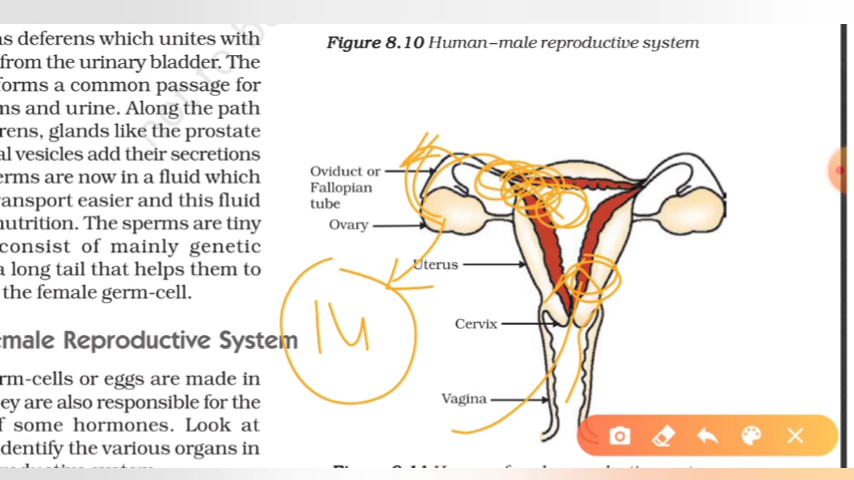 as deferens which unites with
from the urinary bladder. The
forms a common passage for
ms and urine. Along the path
rens, glands like the prostate
al vesicles add their secretions
erms are now in a fluid which
ransport easier and this fluid
nutrition. The sperms are tiny
consist of mainly genetic
a long tail that helps them to
the female germ-cell.
emale Reproductive System
rm-cells or eggs are made in
ey are also responsible for the
f some hormones. Look at
dentify the various organs in
Figure 8.10 Human–male reproductive system
Oviduct or
Fallopian
tube
Ovary
Uterus
Cervix
Vagina
14